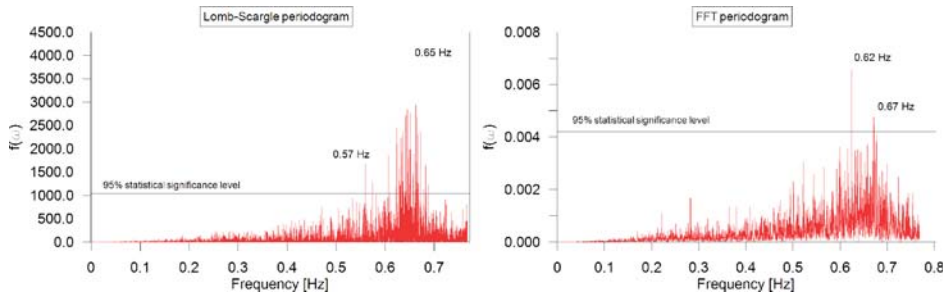 Lomb-Scargle periodogram
4500.0
4000.0
3500.0
3000.0
2500.0
2000.0
1500.0
1000.0
500.0
0.0
f(ω)
0.65 Hz
0.57 Hz
95% statistical significance level
0 0.1 0.2 0.3 0.4 0.5 0.6 0.7
Frequency [Hz]
FFT periodogram
0.008
0.006
0.004
0.002
0.000
f(ω)
0.62 Hz
0.67 Hz
95% statistical significance level
0.0 0.1 0.2 0.3 0.4 0.5 0.6 0.7 0.8
Frequency [Hz]